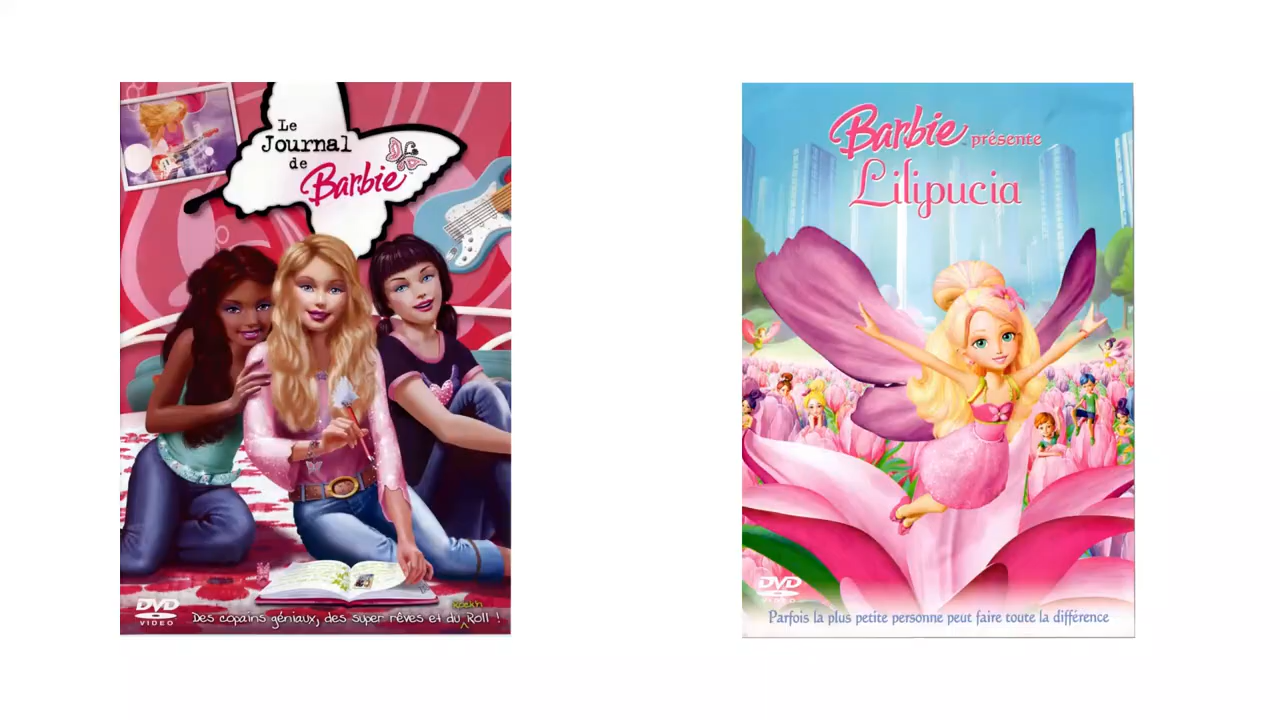 Le
Journal
de
Barbie
DVD
VIDEO
Rock'n
Des copains géniaux, des super rêves et du Roll !
Barbie présente
Lilipucia
DVD
VIDEO
Parfois la plus petite personne peut faire toute la différence